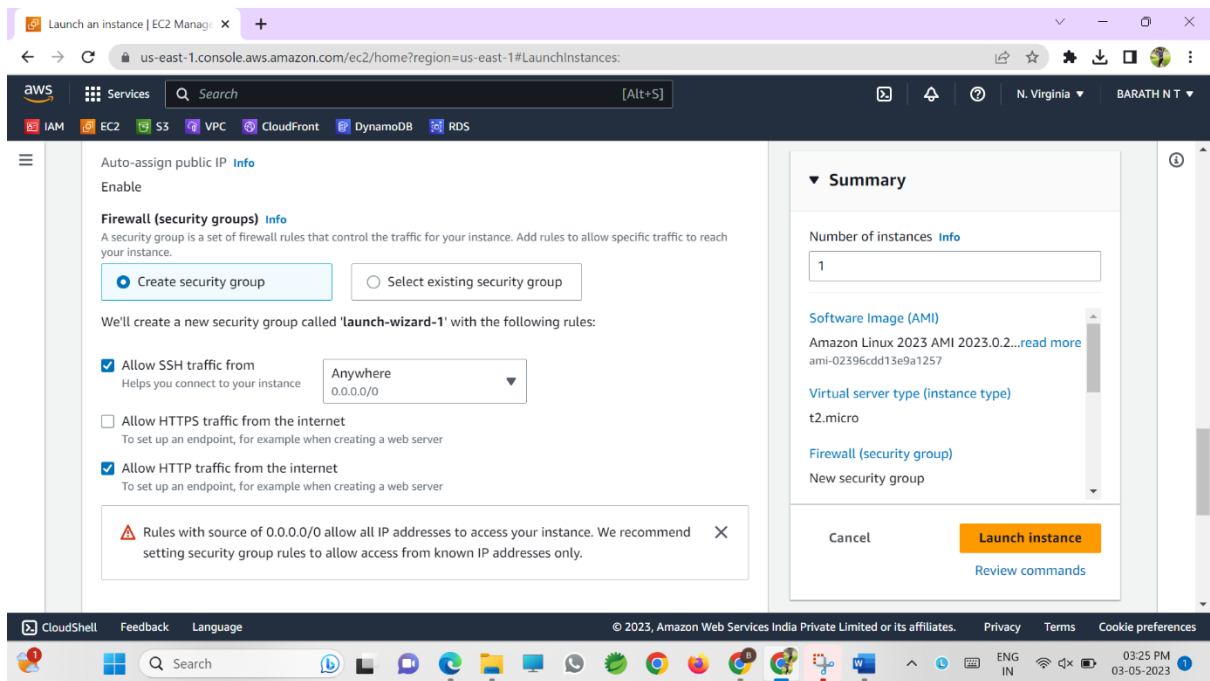 Launch an instance | EC2 Manag
us-east-1.console.aws.amazon.com/ec2/home?region=us-east-1#LaunchInstances:
aws
Services
Search
[Alt+S]
N. Virginia
BARATH N T
IAM
EC2
S3
VPC
CloudFront
DynamoDB
RDS
Auto-assign public IP Info
Enable
Firewall (security groups) Info
A security group is a set of firewall rules that control the traffic for your instance. Add rules to allow specific traffic to reach
your instance.
Create security group
Select existing security group
We'll create a new security group called 'launch-wizard-1' with the following rules:
Allow SSH traffic from
Helps you connect to your instance
Anywhere
0.0.0.0/0
Allow HTTPS traffic from the internet
To set up an endpoint, for example when creating a web server
Allow HTTP traffic from the internet
To set up an endpoint, for example when creating a web server
Rules with source of 0.0.0.0/0 allow all IP addresses to access your instance. We recommend
setting security group rules to allow access from known IP addresses only.
Summary
Number of instances Info
1
Software Image (AMI)
Amazon Linux 2023 AMI 2023.0.2...read more
ami-02396cdd13e9a1257
Virtual server type (instance type)
t2.micro
Firewall (security group)
New security group
Cancel
Launch instance
Review commands
CloudShell
Feedback
Language
© 2023, Amazon Web Services India Private Limited or its affiliates.
Privacy
Terms
Cookie preferences
1
Search
ENG
IN
03:25 PM
03-05-2023
1